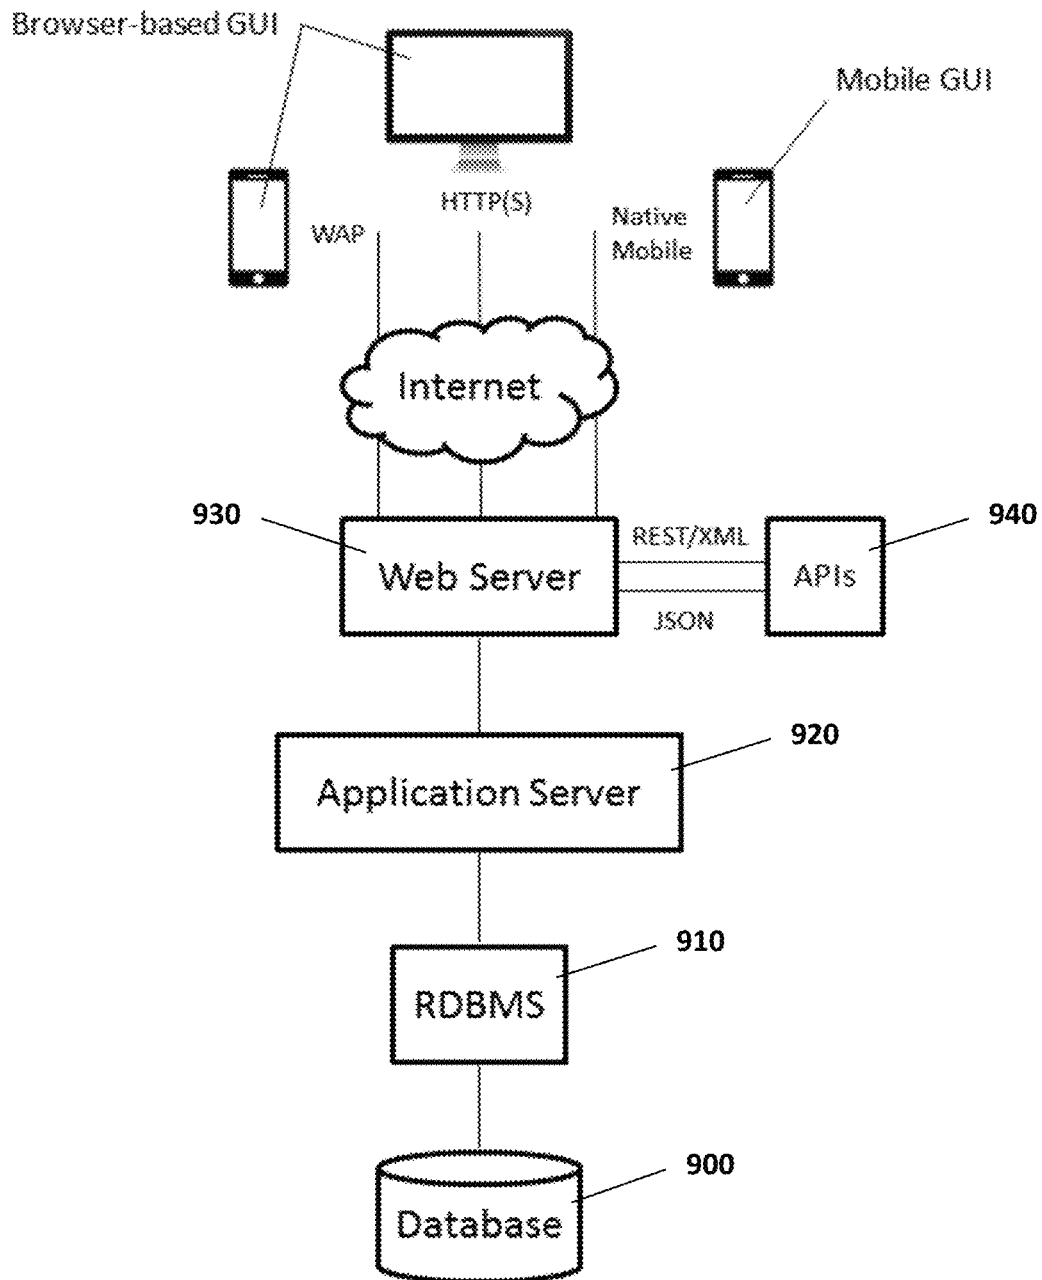 Browser-based GUI
Mobile GUI
HTTP(S)
WAP
Native
Mobile
Internet
930
940
REST/XML
Web Server
APIs
JSON
920
Application Server
910
RDBMS
900
Database